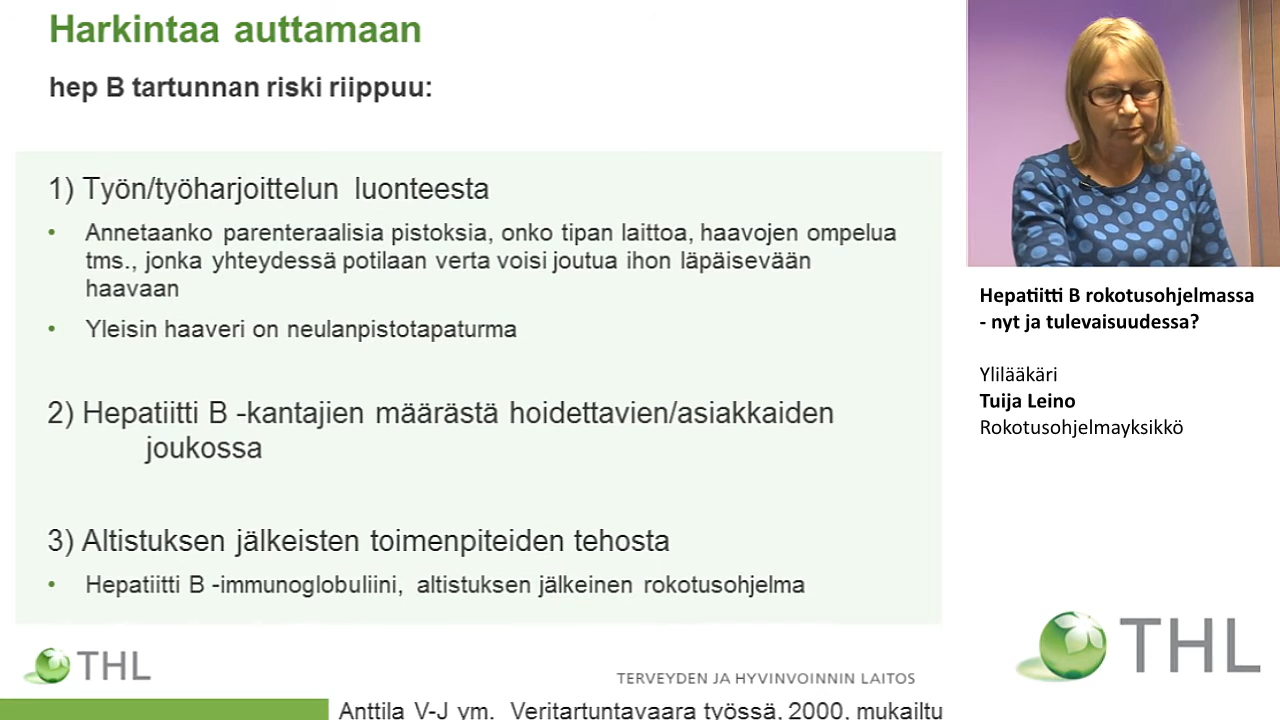 Harkintaa auttamaan
hep B tartunnan riski riippuu:
1) Työn/työharjoittelun luonteesta
• Annetaanko parenteraalisia pistoksia, onko tipan laittoa, haavojen ompelua
tms., jonka yhteydessä potilaan verta voisi joutua ihon läpäisevään
haavaan
• Yleisin haaveri on neulanpistotapaturma
2) Hepatiitti B -kantajien määrästä hoidettavien/asiakkaiden
joukossa
3) Altistuksen jälkeisten toimenpiteiden tehosta
• Hepatiitti B -immunoglobuliini, altistuksen jälkeinen rokotusohjelma
THL
TERVEYDEN JA HYVINVOINNIN LAITOS
Anttila V-J ym. Veritartuntavaara työssä, 2000, mukailtu
Hepatiitti B rokotusohjelmassa
- nyt ja tulevaisuudessa?
Ylilääkäri
Tuija Leino
Rokotusohjelmayksikkö
THL